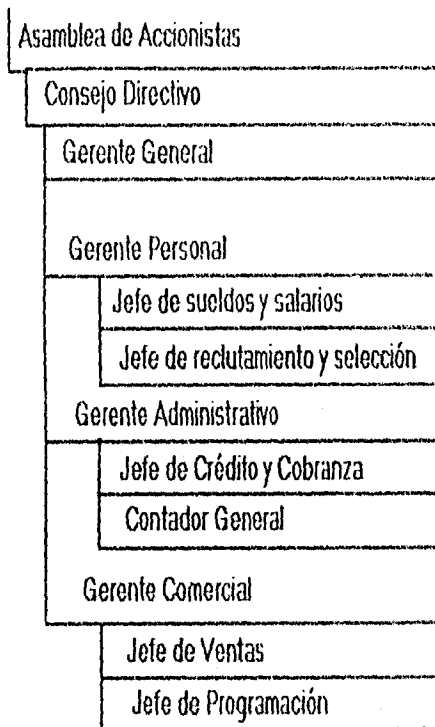 Asamblea de Accionistas
Consejo Directivo
Gerente General
Gerente Personal
Jefe de sueldos y salarios
Jefe de reclutamiento y selección
Gerente Administrativo
Jefe de Crédito y Cobranza
Contador General
Gerente Comercial
Jefe de Ventas
Jefe de Programación